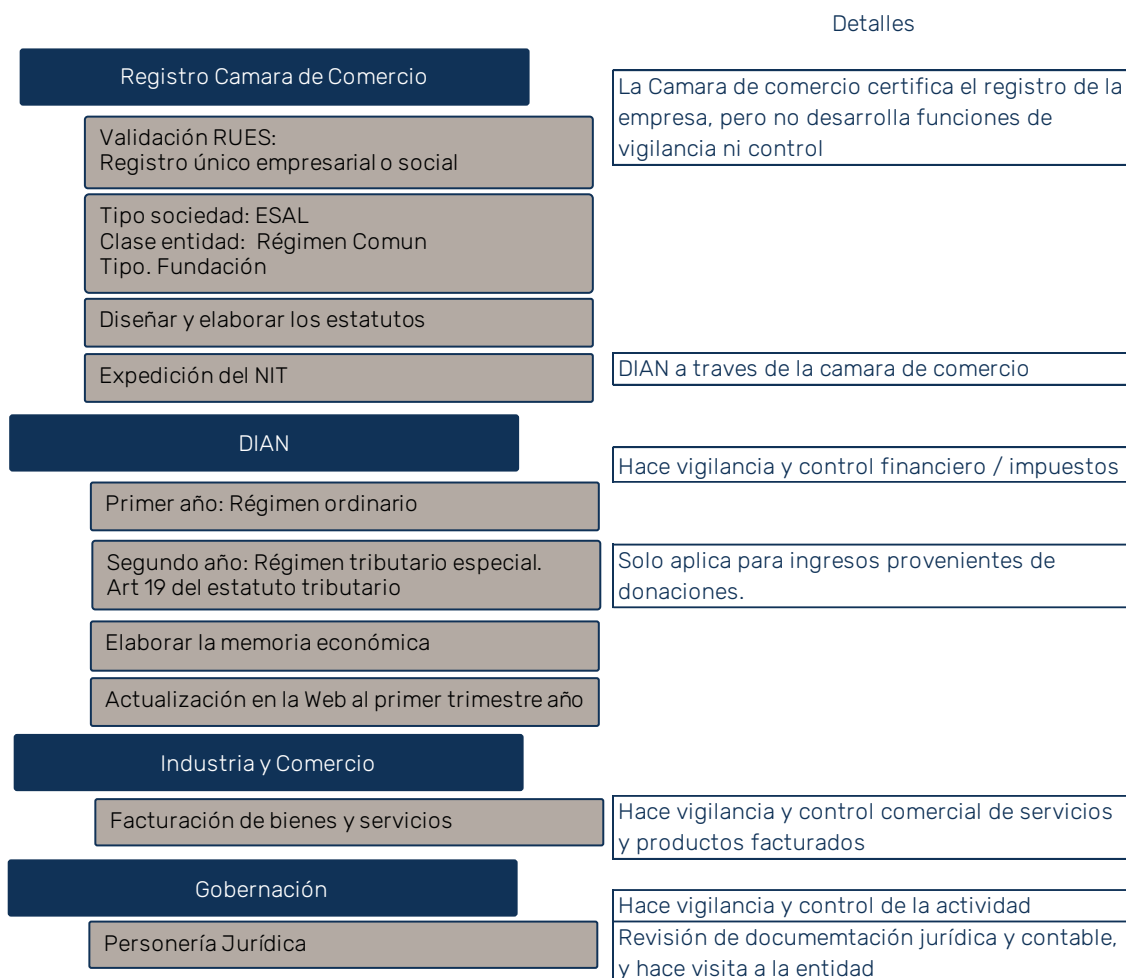 Detalles
Registro Camara de Comercio
La Camara de comercio certifica el registro de la
empresa, pero no desarrolla funciones de
vigilancia ni control
Validación RUES:
Registro único empresarial o social
Tipo sociedad: ESAL
Clase entidad: Régimen Comun
Tipo. Fundación
Diseñar y elaborar los estatutos
Expedición del NIT
DIAN a traves de la camara de comercio
DIAN
Hace vigilancia y control financiero / impuestos
Primer año: Régimen ordinario
Segundo año: Régimen tributario especial.
Art 19 del estatuto tributario
Solo aplica para ingresos provenientes de
donaciones.
Elaborar la memoria económica
Actualización en la Web al primer trimestre año
Industria y Comercio
Facturación de bienes y servicios
Hace vigilancia y control comercial de servicios
y productos facturados
Gobernación
Hace vigilancia y control de la actividad
Personería Jurídica
Revisión de documemtación jurídica y contable,
y hace visita a la entidad